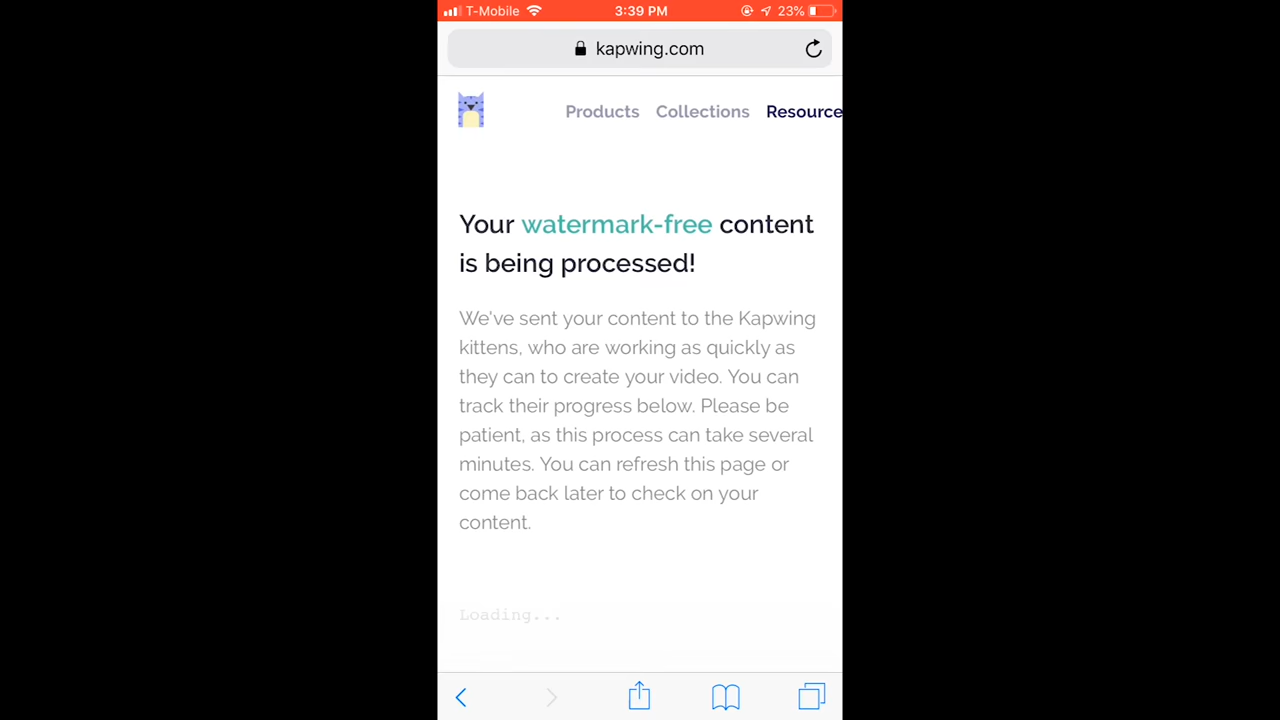 T-Mobile 3:39 PM 23%
kapwing.com
Products Collections Resource
Your watermark-free content
is being processed!
We've sent your content to the Kapwing
kittens, who are working as quickly as
they can to create your video. You can
track their progress below. Please be
patient, as this process can take several
minutes. You can refresh this page or
come back later to check on your
content.
Loading...